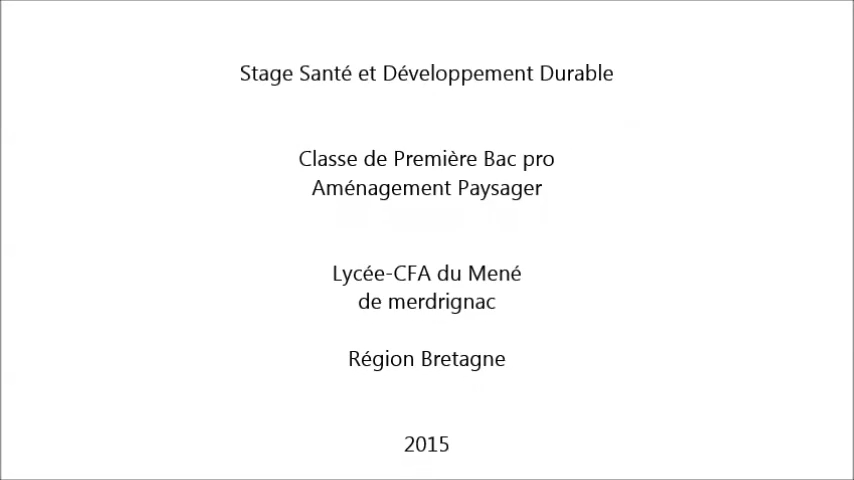 Stage Santé et Développement Durable
Classe de Première Bac pro
Aménagement Paysager
Lycée-CFA du Mené
de merdrignac
Région Bretagne
2015